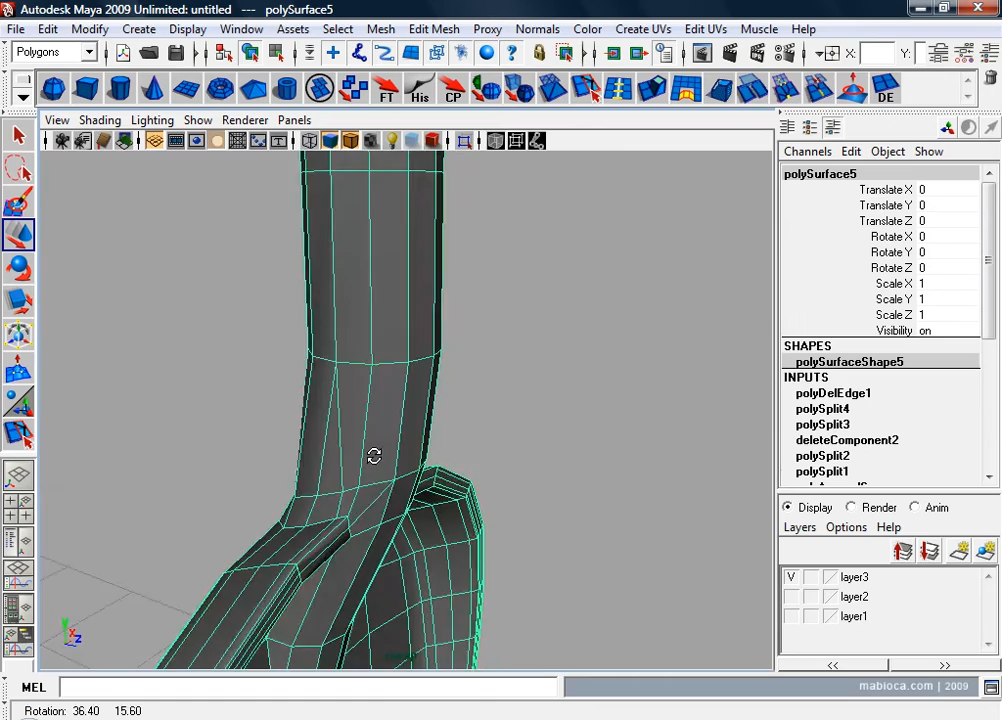 Autodesk Maya 2009 Unlimited: untitled --- polySurface5
File Edit Modify Create Display Window Assets Select Mesh Edit Mesh Proxy Normals Color Create UVs Edit UVs Muscle Help
Polygons X: Y:
FT His CP DE
View Shading Lighting Show Renderer Panels
Channels Edit Object Show
polySurface5
Translate X 0
Translate Y 0
Translate Z 0
Rotate X 0
Rotate Y 0
Rotate Z 0
Scale X 1
Scale Y 1
Scale Z 1
Visibility on
SHAPES
polySurfaceShape5
INPUTS
polyDelEdge1
polySplit4
polySplit3
deleteComponent2
polySplit2
polySplit1
Display Render Anim
Layers Options Help
V layer3
layer2
layer1
<< >>
y
x
z
MEL
mabioca.com | 2009
Rotation: 36.40 15.60